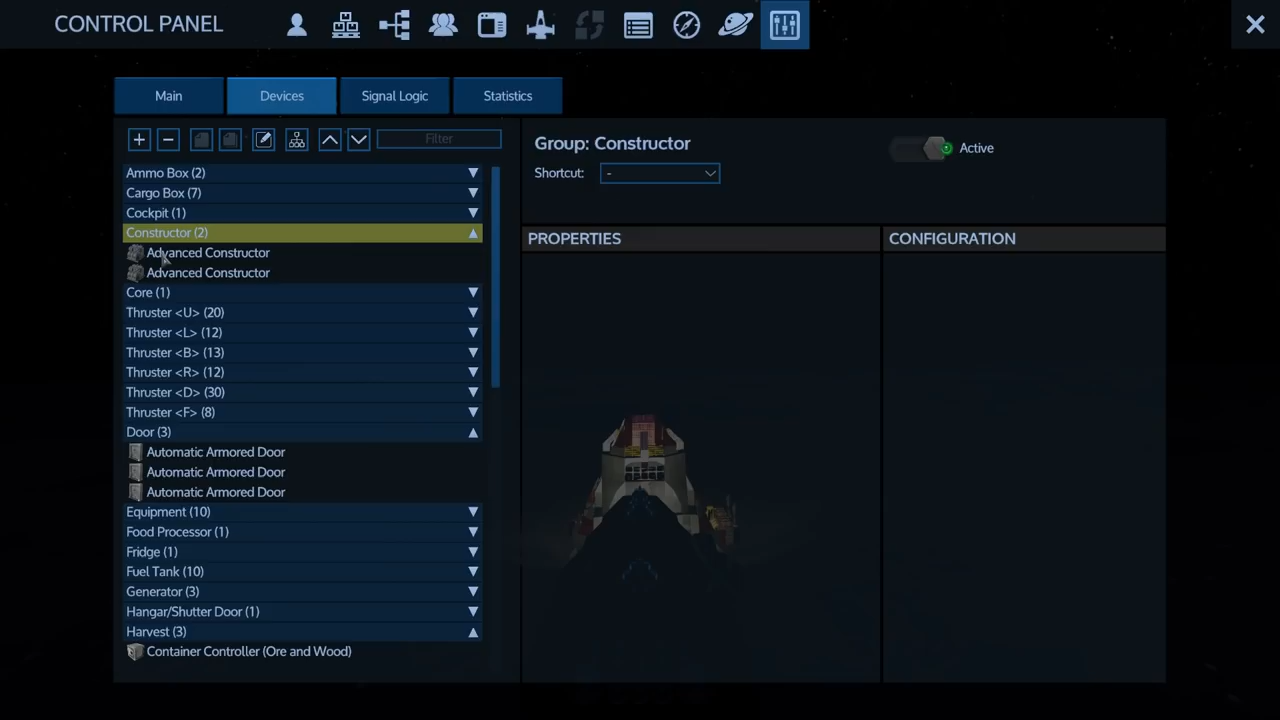 CONTROL PANEL
Main
Devices
Signal Logic
Statistics
Filter
Ammo Box (2)
Cargo Box (7)
Cockpit (1)
Constructor (2)
Advanced Constructor
Advanced Constructor
Core (1)
Thruster <U> (20)
Thruster <L> (12)
Thruster <B> (13)
Thruster <R> (12)
Thruster <D> (30)
Thruster <F> (8)
Door (3)
Automatic Armored Door
Automatic Armored Door
Automatic Armored Door
Equipment (10)
Food Processor (1)
Fridge (1)
Fuel Tank (10)
Generator (3)
Hangar/Shutter Door (1)
Harvest (3)
Container Controller (Ore and Wood)
Group: Constructor
Active
Shortcut: -
PROPERTIES
CONFIGURATION